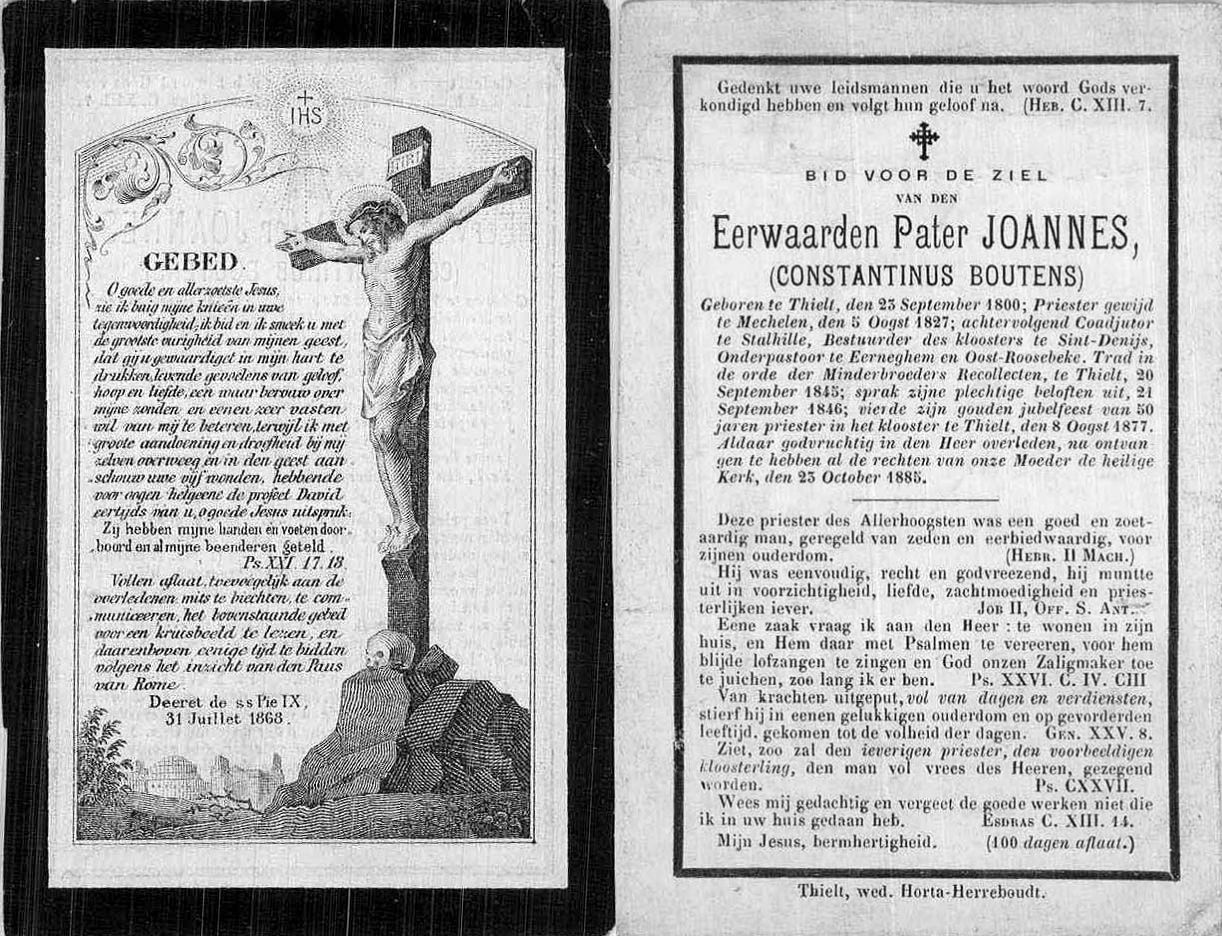 IHS
INRI
GEBED.
O goede en allerzoetste Jesus,
zie ik buig mijne knieën in uwe
tegenwoordigheid; ik bid en ik smeek u met
de grootste vurigheid van mijnen geest,
dat gij u gewaardiget in mijn hart te
drukken, levende gevoelens van geloof,
hoop en liefde, een waar berouw over
mijne zonden en eenen zeer vasten
wil van mij te beteren, terwijl ik met
groote aandoening en droefheid bij mij
zelven overweeg en in den geest aan-
schouw uwe vijf wonden, hebbende
voor oogen hetgeene de profeet David
eertyds van u, o goede Jesus uitsprak:
Zij hebben mijne handen en voeten door-
boord en al mijne beenderen geteld.
Ps. XXI. 17. 18.
Vollen aflaat, toevoegelijk aan de
overledenen, mits te biechten, te com-
municeeren, het bovenstaande gebed
voor een kruisbeeld te lezen, en
daarenboven eenige tijd te bidden
volgens het inzicht van den Paus
van Rome.
Decret de ss Pie IX,
31 Juillet 1868.
Gedenkt uwe leidsmannen die u het woord Gods ver-
kondigd hebben en volgt hun geloof na. (HEB. C. XIII. 7.
BID VOOR DE ZIEL
VAN DEN
Eerwaarden Pater JOANNES,
(CONSTANTINUS BOUTENS)
Geboren te Thielt, den 23 September 1800; Priester gewijd
te Mechelen, den 5 Oogst 1827; achtervolgend Coadjutor
te Stalhille, Bestuurder des kloosters te Sint-Denijs,
Onderpastoor te Eerneghem en Oost-Roosebeke. Trad in
de orde der Minderbroeders Recollecten, te Thielt, 20
September 1845; sprak zijne plechtige beloften uit, 21
September 1846; vierde zijn gouden jubelfeest van 50
jaren priester in het klooster te Thielt, den 8 Oogst 1877.
Aldaar godvruchtig in den Heer overleden, na ontvan-
gen te hebben al de rechten van onze Moeder de heilige
Kerk, den 23 October 1885.
Deze priester des Allerhoogsten was een goed en zoet-
aardig man, geregeld van zeden en eerbiedwaardig, voor
zijnen ouderdom. (HEBR. II MACH.)
Hij was eenvoudig, recht en godvreezend, hij muntte
uit in voorzichtigheid, liefde, zachtmoedigheid en pries-
terlijken iever. JOB II, OFF. S. ANT.
Eene zaak vraag ik aan den Heer: te wonen in zijn
huis, en Hem daar met Psalmen te vereeren, voor hem
blijde lofzangen te zingen en God onzen Zaligmaker toe
te juichen, zoo lang ik er ben. Ps. XXVI. C. IV. CIII
Van krachten uitgeput, vol van dagen en verdiensten,
stierf hij in eenen gelukkigen ouderdom en op gevorderden
leeftijd, gekomen tot de volheid der dagen. GEN. XXV. 8.
Ziet, zoo zal den ieverigen priester, den voorbeeldigen
kloosterling, den man vol vrees des Heeren, gezegend
worden. Ps. CXXVII.
Wees mij gedachtig en vergeet de goede werken niet die
ik in uw huis gedaan heb. ESDRAS C. XIII. 14.
Mijn Jesus, bermhertigheid. (100 dagen aflaat.)
Thielt, wed. Horta-Herreboudt.